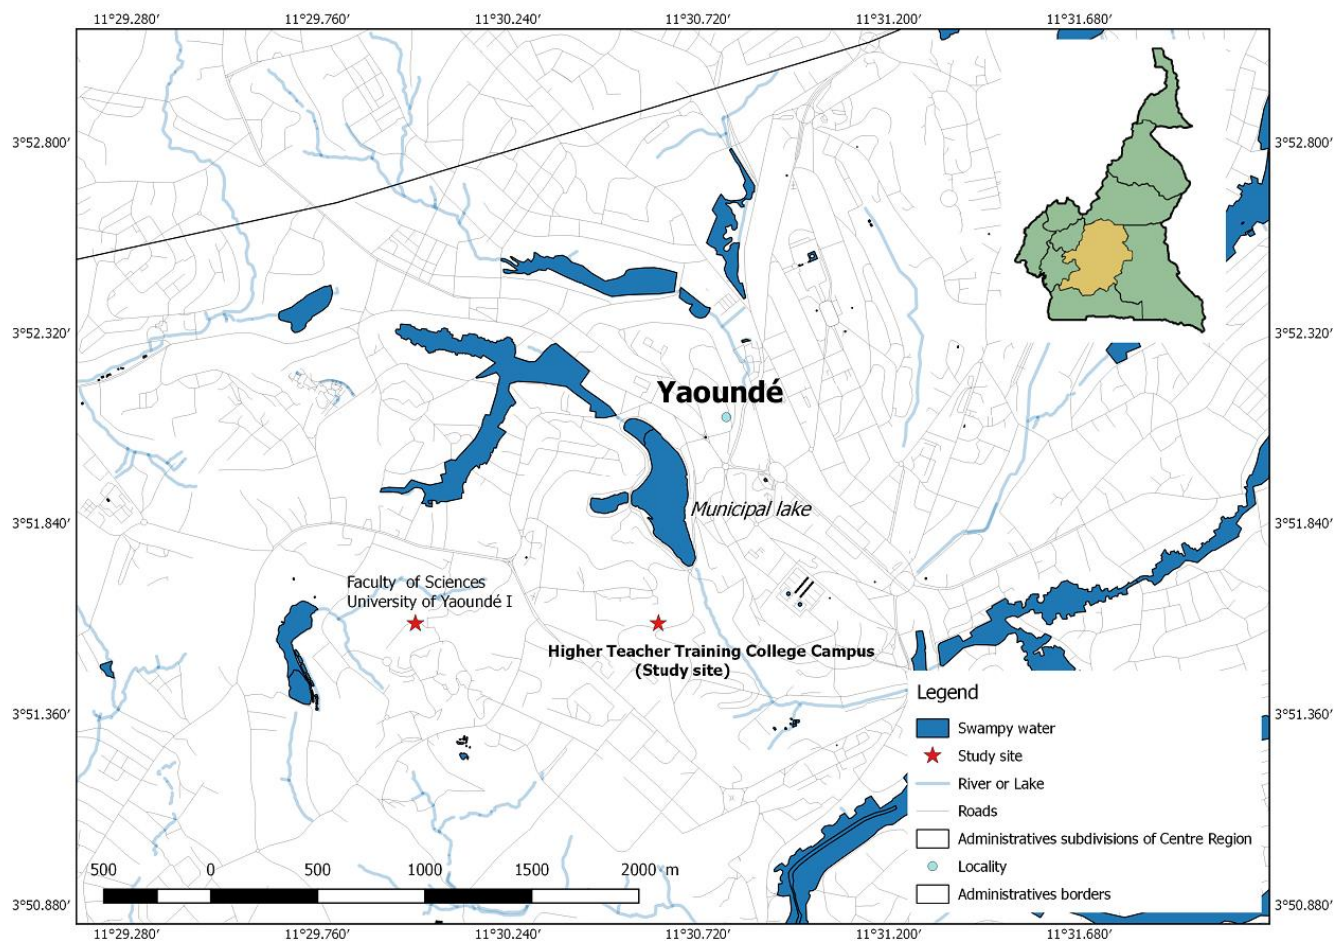 11°29.280' 11°29.760' 11°30.240' 11°30.720' 11°31.200' 11°31.680'
3°52.800' 3°52.800'
3°52.320' 3°52.320'
Yaoundé
Municipal lake
3°51.840' 3°51.840'
Faculty of Sciences
University of Yaoundé I
Higher Teacher Training College Campus
(Study site)
3°51.360' 3°51.360'
Legend
Swampy water
Study site
River or Lake
Roads
Administratives subdivisions of Centre Region
Locality
Administratives borders
500 0 500 1000 1500 2000 m
3°50.880' 3°50.880'
11°29.280' 11°29.760' 11°30.240' 11°30.720' 11°31.200' 11°31.680'